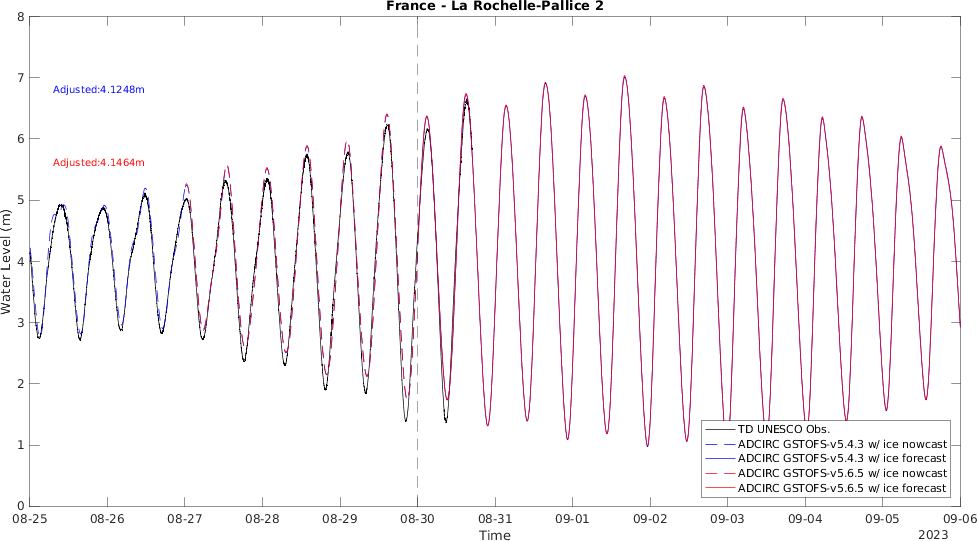 France - La Rochelle-Pallice 2
8
7
6
5
4
3
2
1
0
Water Level (m)
Adjusted:4.1248m
Adjusted:4.1464m
TD UNESCO Obs.
ADCIRC GSTOFS-v5.4.3 w/ ice nowcast
ADCIRC GSTOFS-v5.4.3 w/ ice forecast
ADCIRC GSTOFS-v5.6.5 w/ ice nowcast
ADCIRC GSTOFS-v5.6.5 w/ ice forecast
08-25 08-26 08-27 08-28 08-29 08-30 08-31 09-01 09-02 09-03 09-04 09-05 09-06
Time
2023